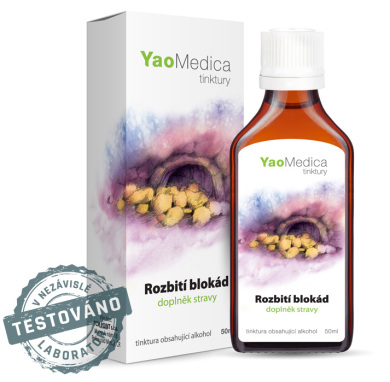 YaoMedica
tinktury
Rozbití blokád
doplněk stravy
tinktura obsahující alkohol 50ml
YaoMedica
tinktury
Rozbití blokád
doplněk stravy
tinktura obsahující alkohol 50ml
V NEZÁVISLÉ
TESTOVÁNO
LABORATOŘI